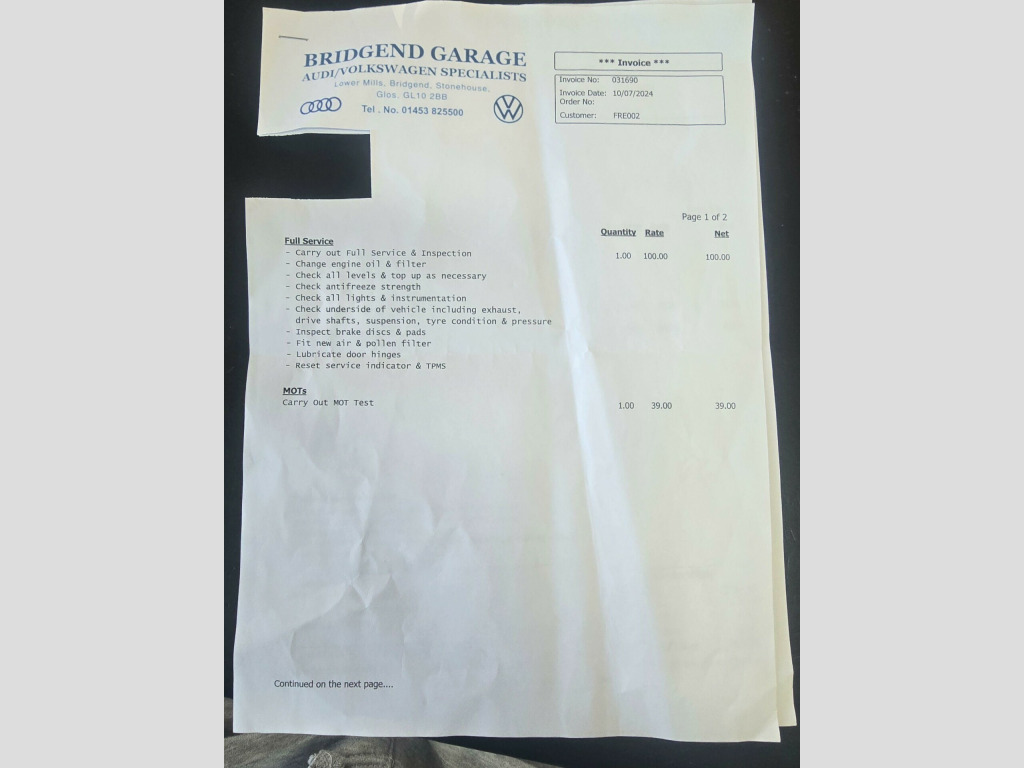 BRIDGEND GARAGE
AUDI/VOLKSWAGEN SPECIALISTS
Lower Mills, Bridgend, Stonehouse,
Glos. GL10 2BB
Tel . No. 01453 825500
*** Invoice ***
Invoice No: 031690
Invoice Date: 10/07/2024
Order No:
Customer: FRE002
Page 1 of 2
Quantity Rate Net
Full Service
- Carry out Full Service & Inspection 1.00 100.00 100.00
- Change engine oil & filter
- Check all levels & top up as necessary
- Check antifreeze strength
- Check all lights & instrumentation
- Check underside of vehicle including exhaust,
drive shafts, suspension, tyre condition & pressure
- Inspect brake discs & pads
- Fit new air & pollen filter
- Lubricate door hinges
- Reset service indicator & TPMS
MOTs
Carry Out MOT Test 1.00 39.00 39.00
Continued on the next page....